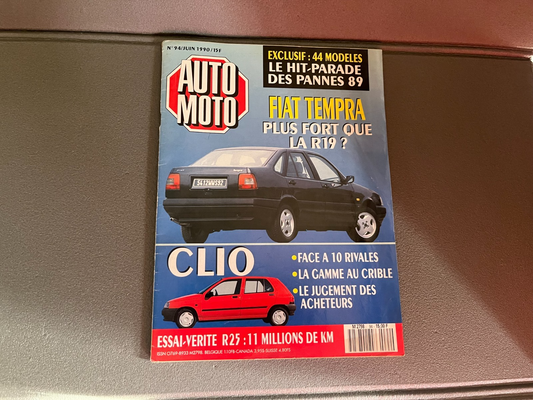 N° 94/JUIN 1990/15F
AUTO
MOTO
EXCLUSIF : 44 MODELES
LE HIT-PARADE
DES PANNES 89
FIAT TEMPRA
PLUS FORT QUE
LA R19 ?
CLIO
•FACE A 10 RIVALES
•LA GAMME AU CRIBLE
•LE JUGEMENT DES
ACHETEURS
ESSAI-VERITE R25 : 11 MILLIONS DE KM